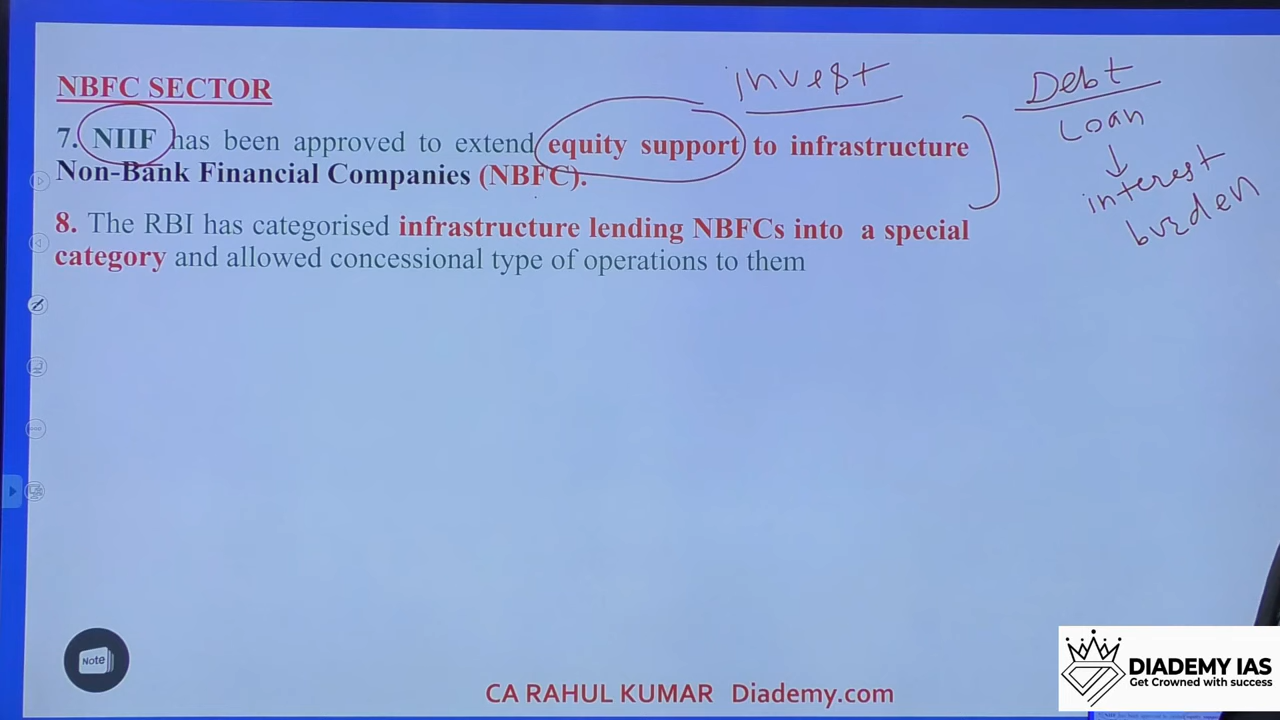 NBFC SECTOR
invest
Debt
Loan
↓
interest
burden
7. NIIF has been approved to extend equity support to infrastructure
Non-Bank Financial Companies (NBFC).
8. The RBI has categorised infrastructure lending NBFCs into a special
category and allowed concessional type of operations to them
Note
CA RAHUL KUMAR Diademy.com
DIADEMY IAS
Get Crowned with success